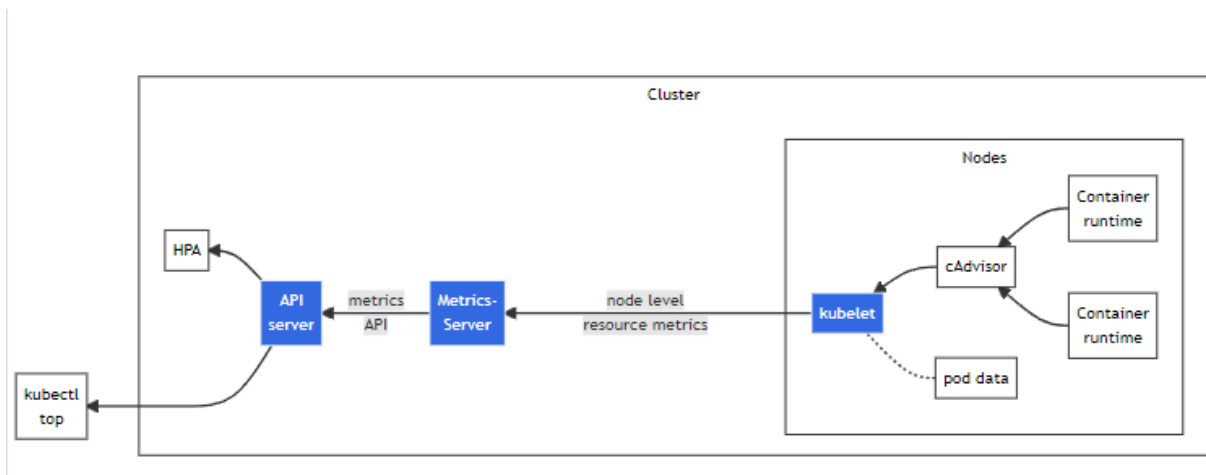 Cluster
Nodes
Container
runtime
HPA
cAdvisor
API
server
metrics
API
Metrics-
Server
node level
resource metrics
kubelet
Container
runtime
pod data
kubectl
top